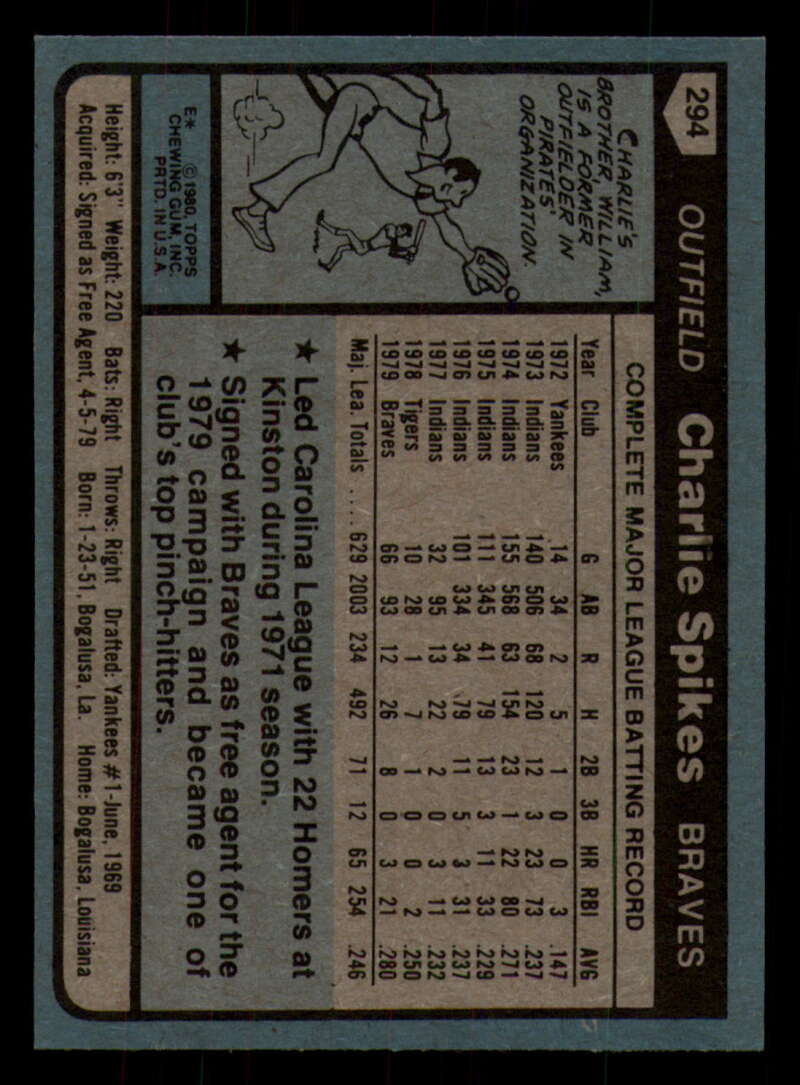 294 OUTFIELD Charlie Spikes BRAVES
CHARLIE'S
BROTHER, WILLIAM,
IS A FORMER
OUTFIELDER IN
PIRATES'
ORGANIZATION.
E* © 1980, TOPPS
CHEWING GUM, INC.
PRTD. IN U.S.A.
COMPLETE MAJOR LEAGUE BATTING RECORD
Year Club G AB R H 2B 3B HR RBI AVG
1972 Yankees 14 34 2 5 1 0 0 3 .147
1973 Indians 140 506 68 120 12 3 23 73 .237
1974 Indians 155 568 63 154 23 1 22 80 .271
1975 Indians 111 345 41 79 13 3 11 33 .229
1976 Indians 101 334 34 79 11 5 3 31 .237
1977 Indians 32 95 13 22 2 0 3 11 .232
1978 Tigers 10 28 1 7 1 0 0 2 .250
1979 Braves 66 93 12 26 8 0 3 21 .280
Maj. Lea. Totals .... 629 2003 234 492 71 12 65 254 .246
★ Led Carolina League with 22 Homers at
Kinston during 1971 season.
★ Signed with Braves as free agent for the
1979 campaign and became one of
club's top pinch-hitters.
Height: 6'3" Weight: 220 Bats: Right Throws: Right Drafted: Yankees #1-June, 1969
Acquired: Signed as Free Agent, 4-5-79 Born: 1-23-51, Bogalusa, La. Home: Bogalusa, Louisiana